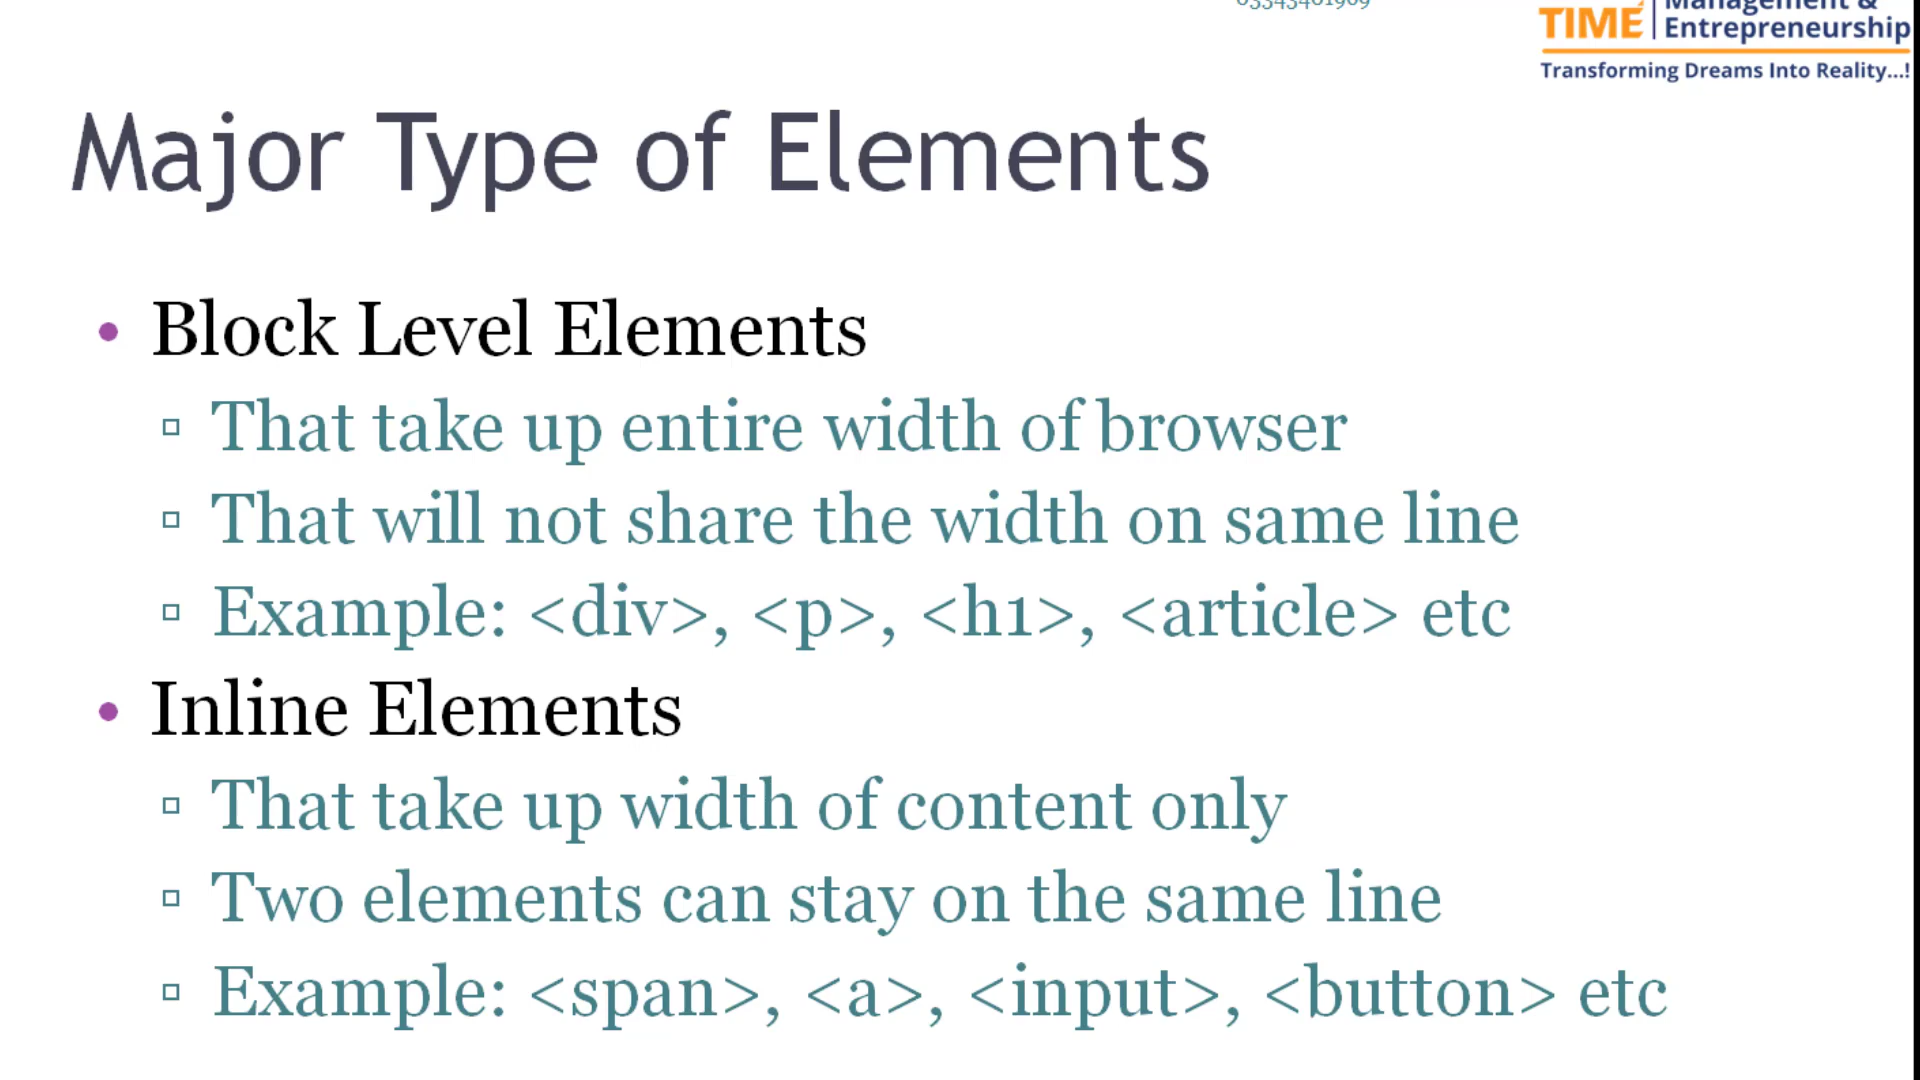 03343461909
Management &
TIME
Entrepreneurship
Transforming Dreams Into Reality...!
Major Type of Elements
• Block Level Elements
▫ That take up entire width of browser
▫ That will not share the width on same line
▫ Example: <div>, <p>, <h1>, <article> etc
• Inline Elements
▫ That take up width of content only
▫ Two elements can stay on the same line
▫ Example: <span>, <a>, <input>, <button> etc